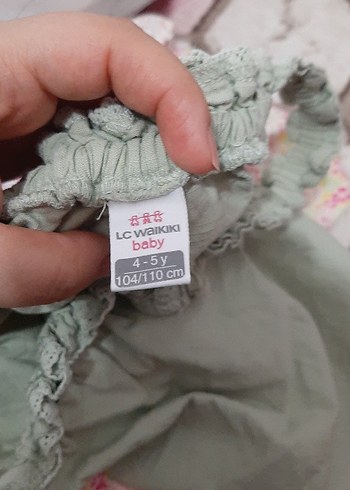 LC WAIKIKI
baby
4 - 5 y
104/110 cm